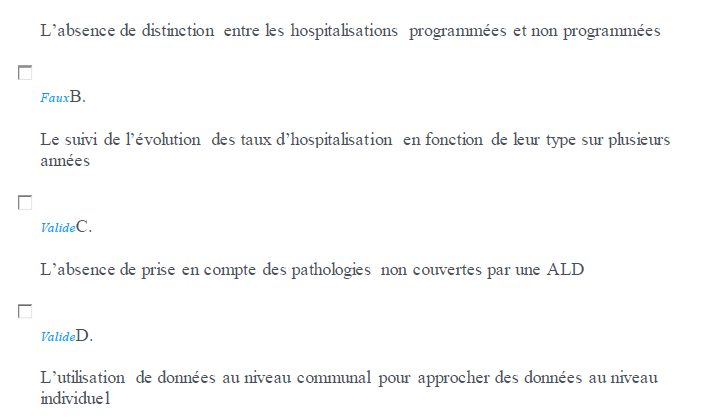 L’absence de distinction entre les hospitalisations programmées et non programmées
FauxB.
Le suivi de l’évolution des taux d’hospitalisation en fonction de leur type sur plusieurs
années
ValideC.
L’absence de prise en compte des pathologies non couvertes par une ALD
ValideD.
L’utilisation de données au niveau communal pour approcher des données au niveau
individuel